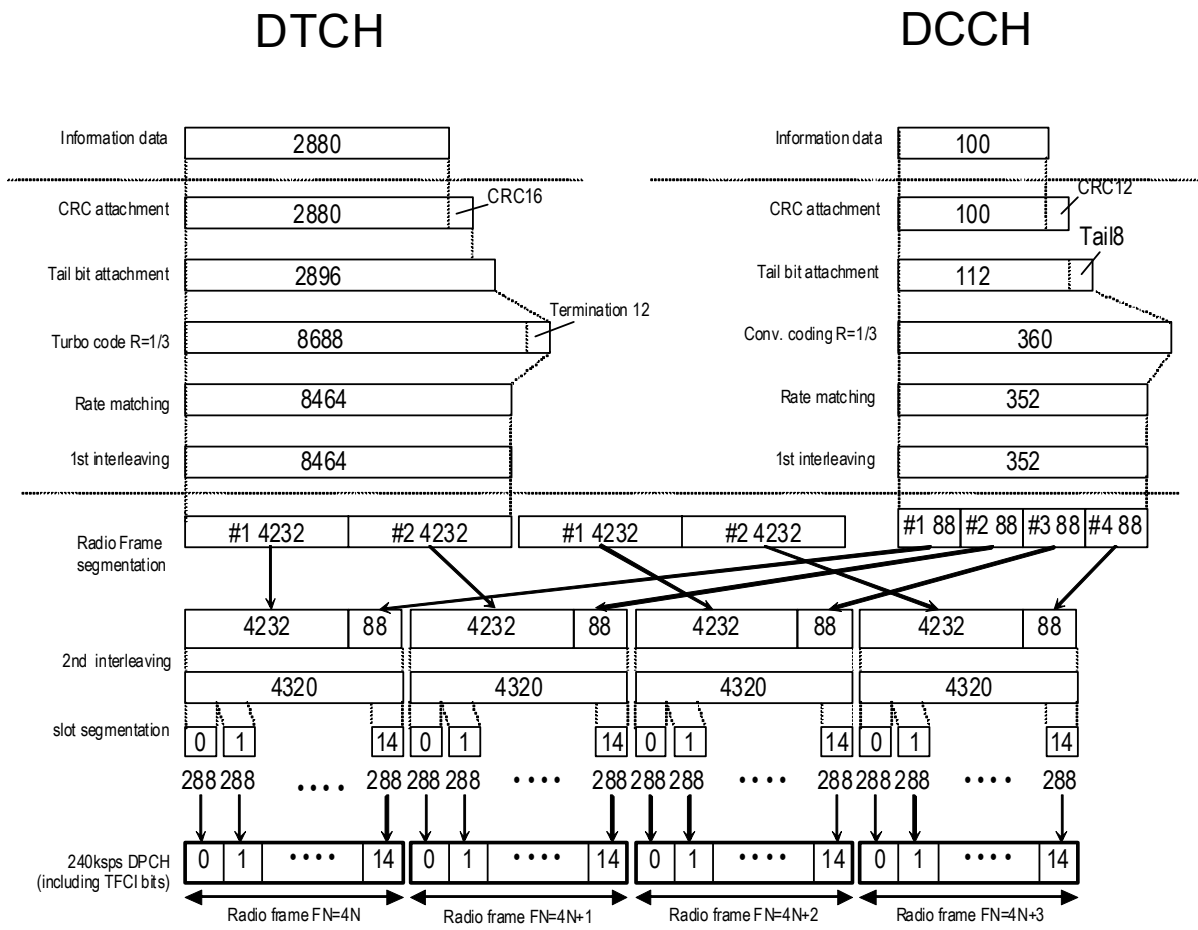 DTCH DCCH
Information data 2880 Information data 100
CRC attachment 2880 CRC16 CRC attachment 100 CRC12
Tail bit attachment 2896 Tail bit attachment 112 Tail8
Turbo code R=1/3 8688 Termination 12 Conv. coding R=1/3 360
Rate matching 8464 Rate matching 352
1st interleaving 8464 1st interleaving 352
Radio Frame segmentation #1 4232 #2 4232 #1 4232 #2 4232 #1 88 #2 88 #3 88 #4 88
4232 88 4232 88 4232 88 4232 88
2nd interleaving
4320 4320 4320 4320
slot segmentation 0 1 14 0 1 14 0 1 14 0 1 14
288 288 •••• 288 288 288 •••• 288 288 288 •••• 288 288 288 •••• 288
240ksps DPCH (including TFCI bits) 0 1 •••• 14 0 1 •••• 14 0 1 •••• 14 0 1 •••• 14
Radio frame FN=4N Radio frame FN=4N+1 Radio frame FN=4N+2 Radio frame FN=4N+3